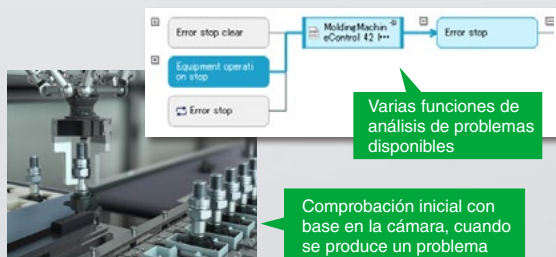 Error stop clear
MoldingMachin
eControl 42
Error stop
Equipment operati
on stop
Error stop
Varias funciones de
análisis de problemas
disponibles
Comprobación inicial con
base en la cámara, cuando
se produce un problema